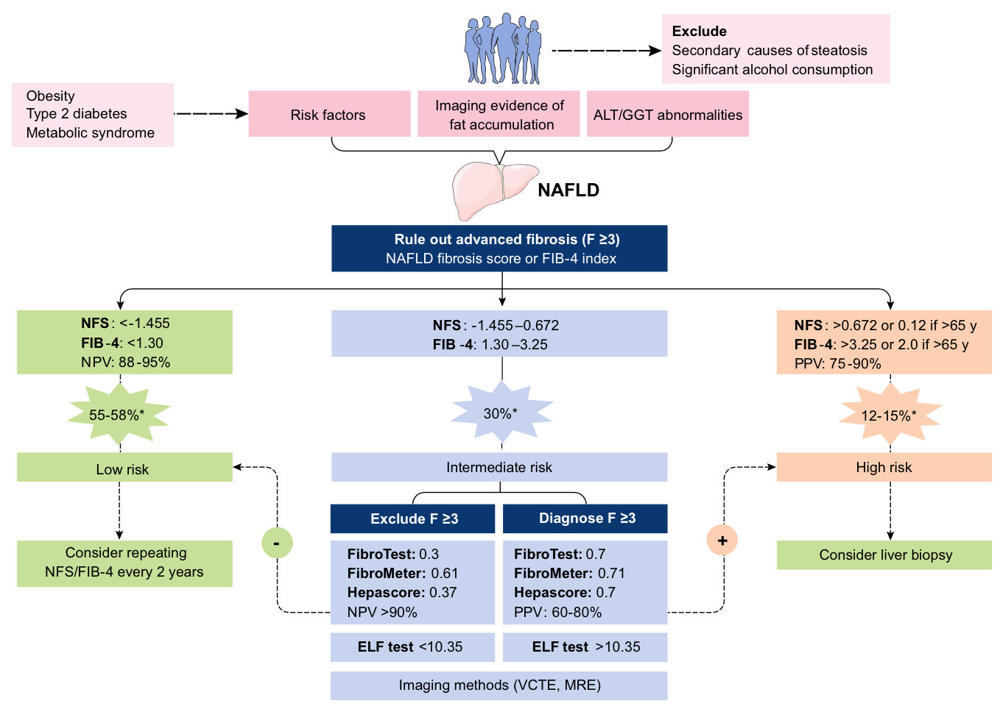 Exclude
Secondary causes of steatosis
Significant alcohol consumption
Obesity
Type 2 diabetes
Metabolic syndrome
Risk factors
Imaging evidence of
fat accumulation
ALT/GGT abnormalities
NAFLD
Rule out advanced fibrosis (F ≥3)
NAFLD fibrosis score or FIB-4 index
NFS: <-1.455
FIB-4: <1.30
NPV: 88-95%
NFS: -1.455–0.672
FIB-4: 1.30–3.25
NFS: >0.672 or 0.12 if >65 y
FIB-4: >3.25 or 2.0 if >65 y
PPV: 75-90%
55-58%*
30%*
12-15%*
Low risk
Intermediate risk
High risk
Exclude F ≥3
Diagnose F ≥3
-
+
Consider repeating
NFS/FIB-4 every 2 years
FibroTest: 0.3
FibroMeter: 0.61
Hepascore: 0.37
NPV >90%
FibroTest: 0.7
FibroMeter: 0.71
Hepascore: 0.7
PPV: 60-80%
Consider liver biopsy
ELF test <10.35
ELF test >10.35
Imaging methods (VCTE, MRE)